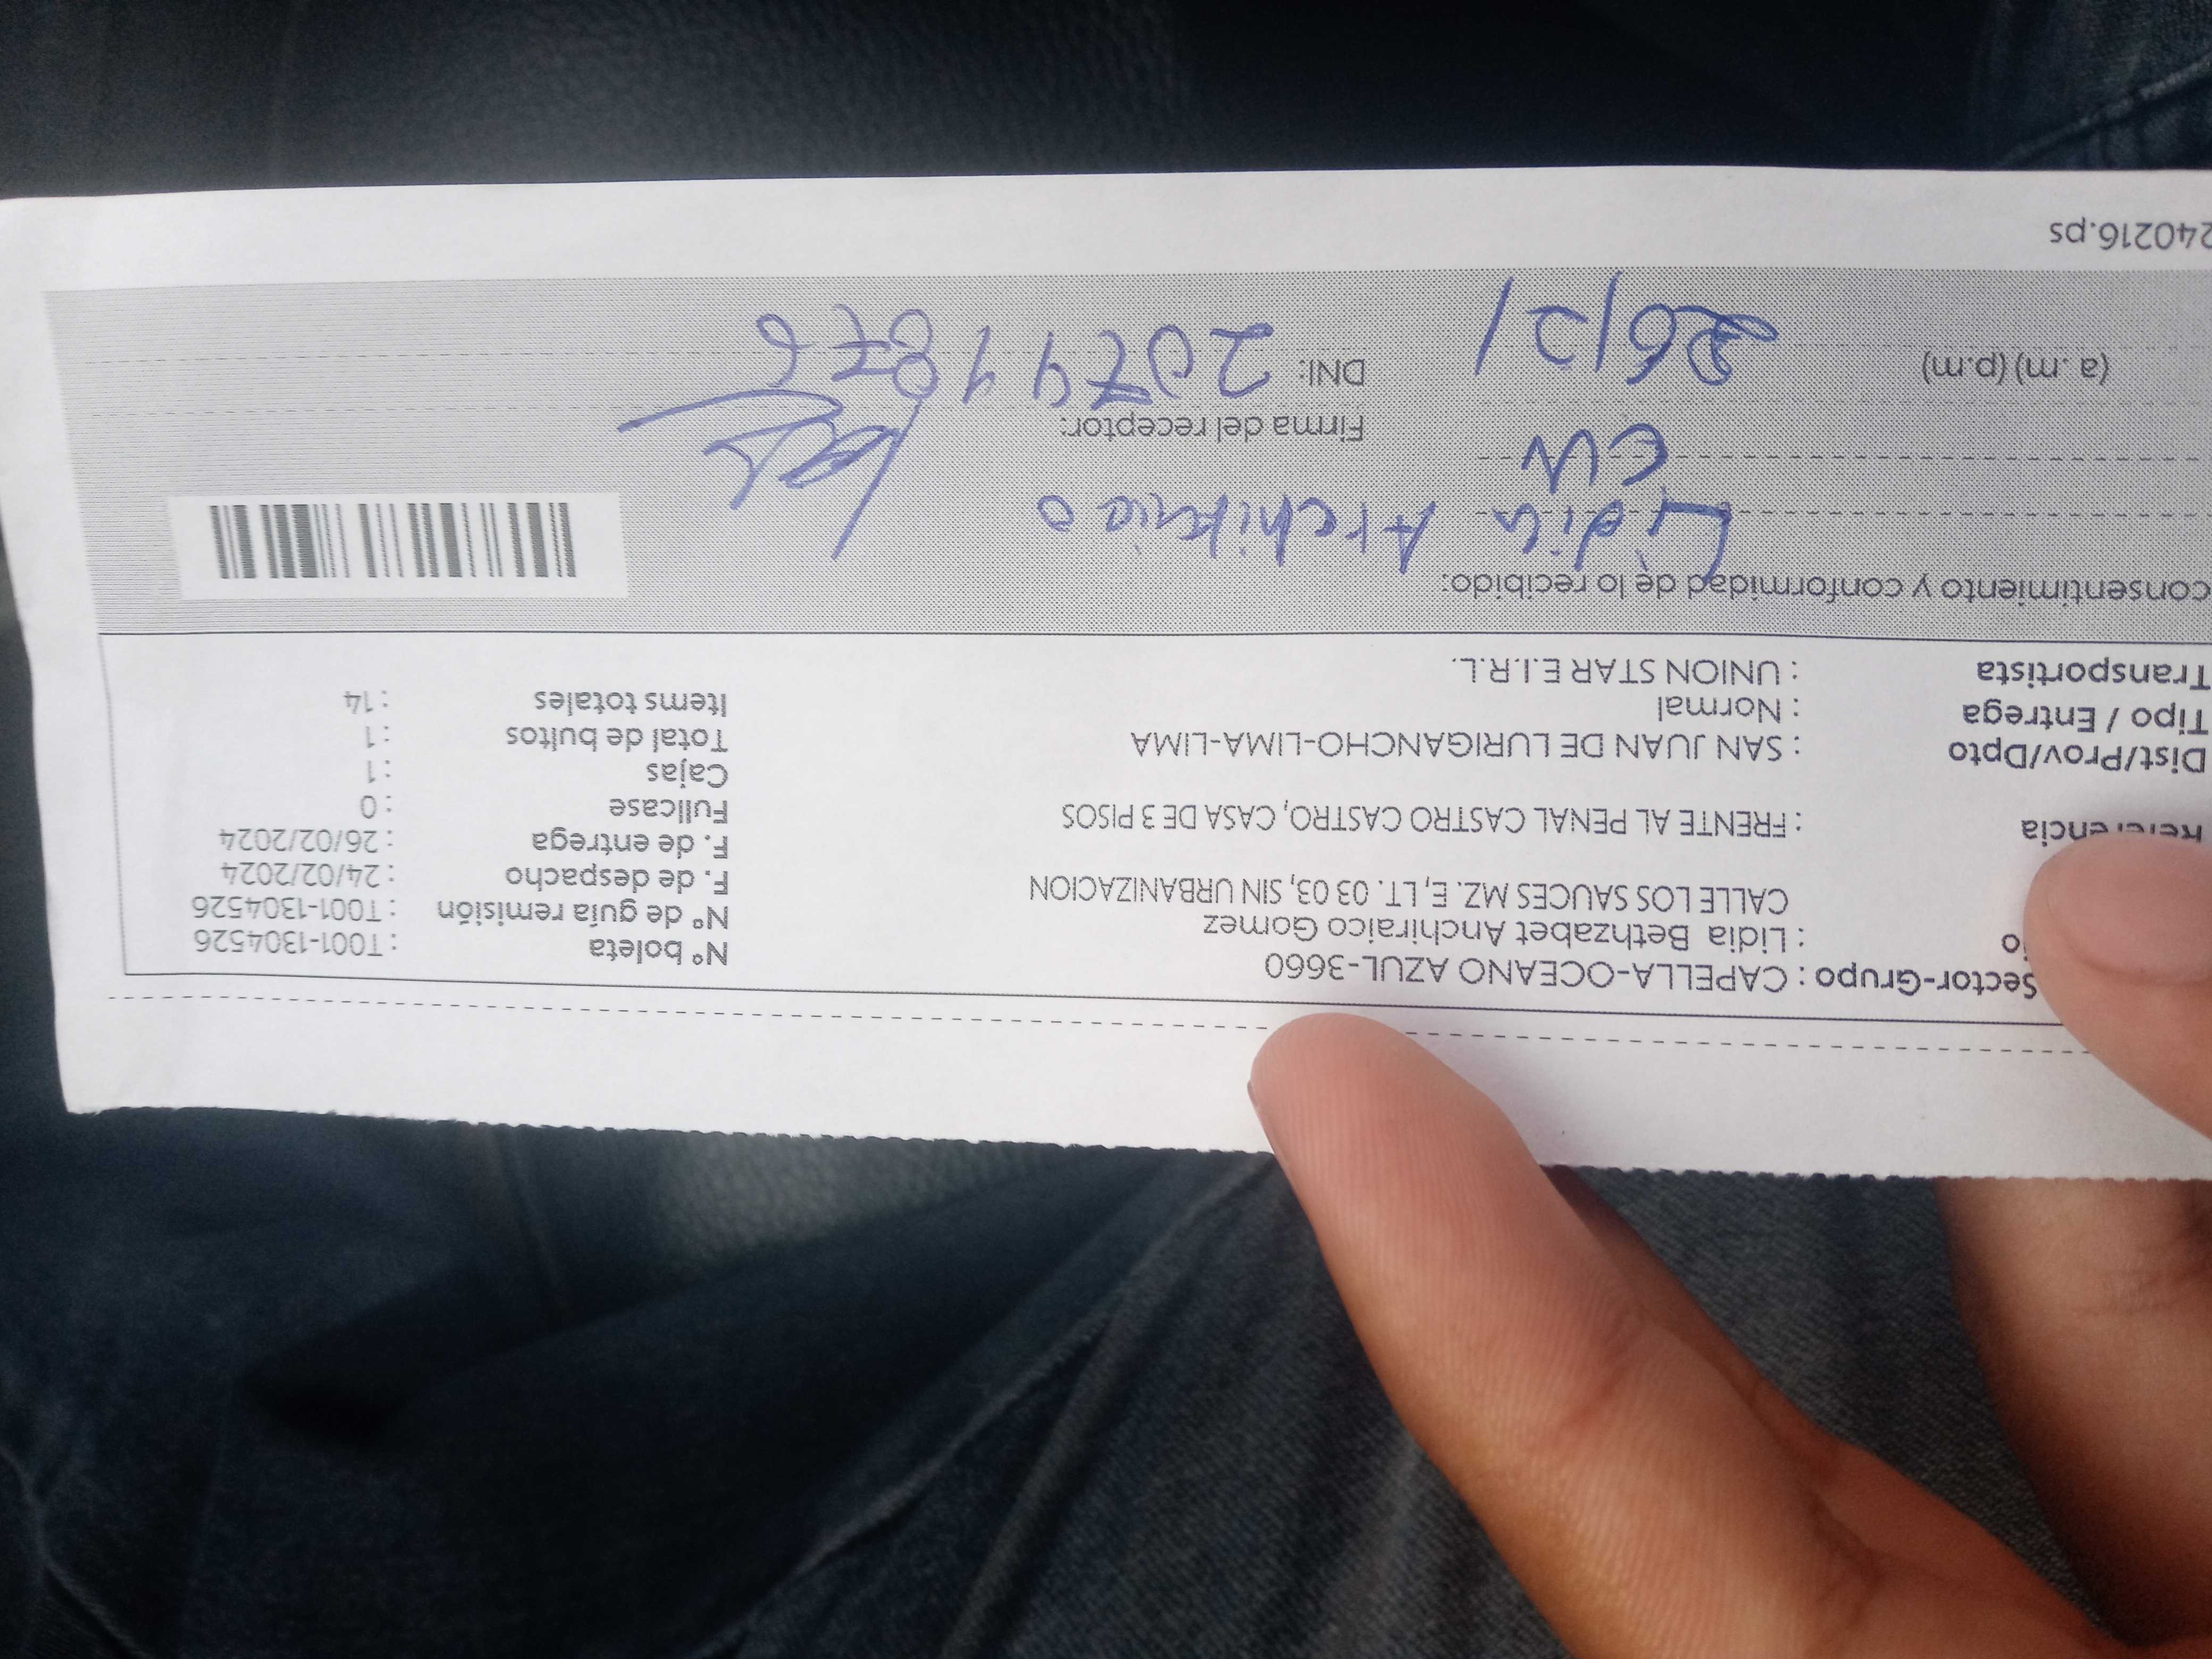 Sector-Grupo : CAPELLA-OCEANO AZUL-3660
: Lidia Bethzabet Anchiraico Gomez
CALLE LOS SAUCES MZ. E, LT. 03 03, SIN URBANIZACION
Referencia : FRENTE AL PENAL CASTRO CASTRO, CASA DE 3 PISOS
Dist/Prov/Dpto : SAN JUAN DE LURIGANCHO-LIMA-LIMA
Tipo / Entrega : Normal
Transportista : UNION STAR E.I.R.L.
N° boleta : T001-1304526
N° de guía remisión : T001-1304526
F. de despacho : 24/02/2024
F. de entrega : 26/02/2024
Fullcase : 0
Cajas : 1
Total de bultos : 1
Items totales : 14
consentimiento y conformidad de lo recibido:
Lidia
Firma del receptor:
(a. m) (p.m) 26/2/
DNI:
240216.ps